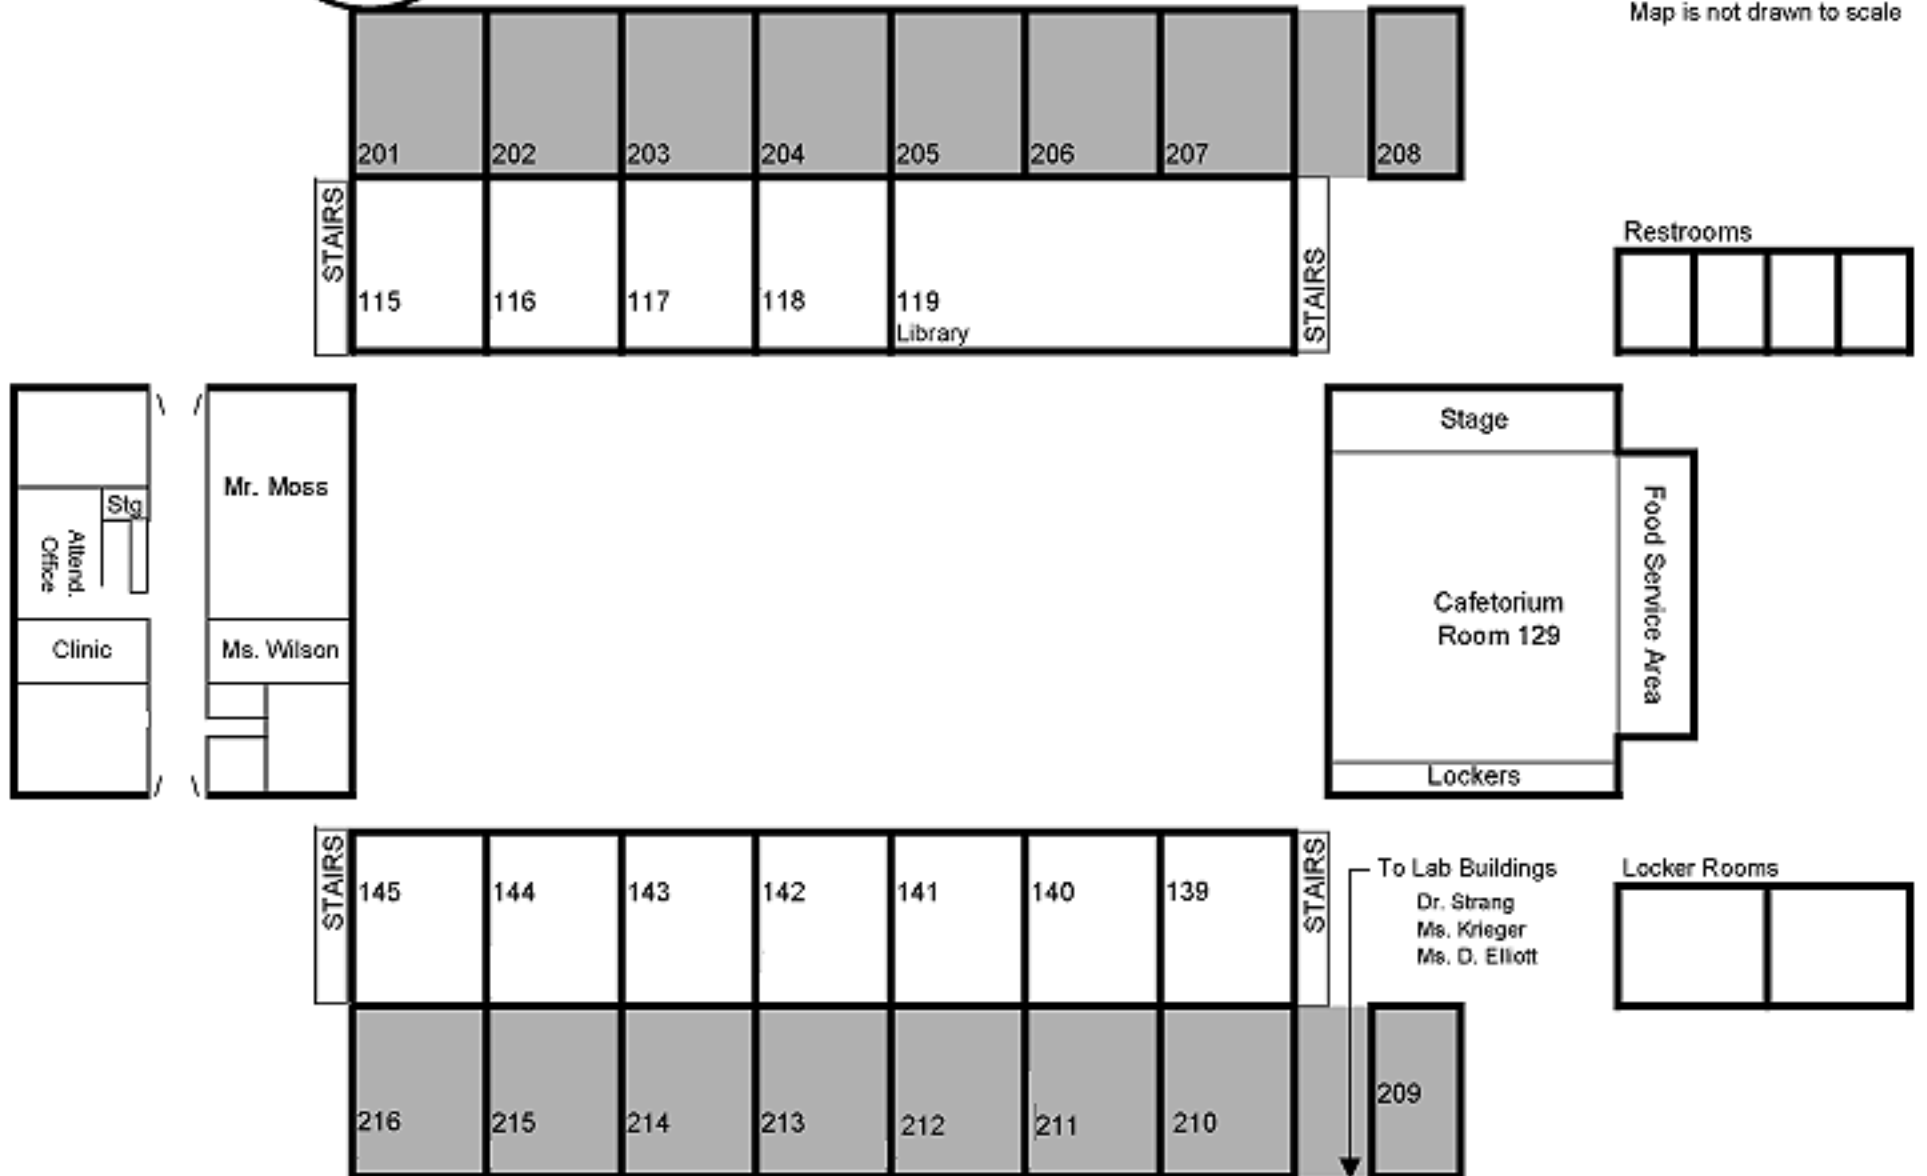 Map is not drawn to scale
201
202
203
204
205
206
207
208
STAIRS
115
116
117
118
119
Library
STAIRS
Restrooms
Stg
Attend.
Office
Clinic
Mr. Moss
Ms. Wilson
Stage
Cafetorium
Room 129
Food Service Area
Lockers
STAIRS
145
144
143
142
141
140
139
STAIRS
To Lab Buildings
Dr. Strang
Ms. Krieger
Ms. D. Elliott
Locker Rooms
216
215
214
213
212
211
210
209